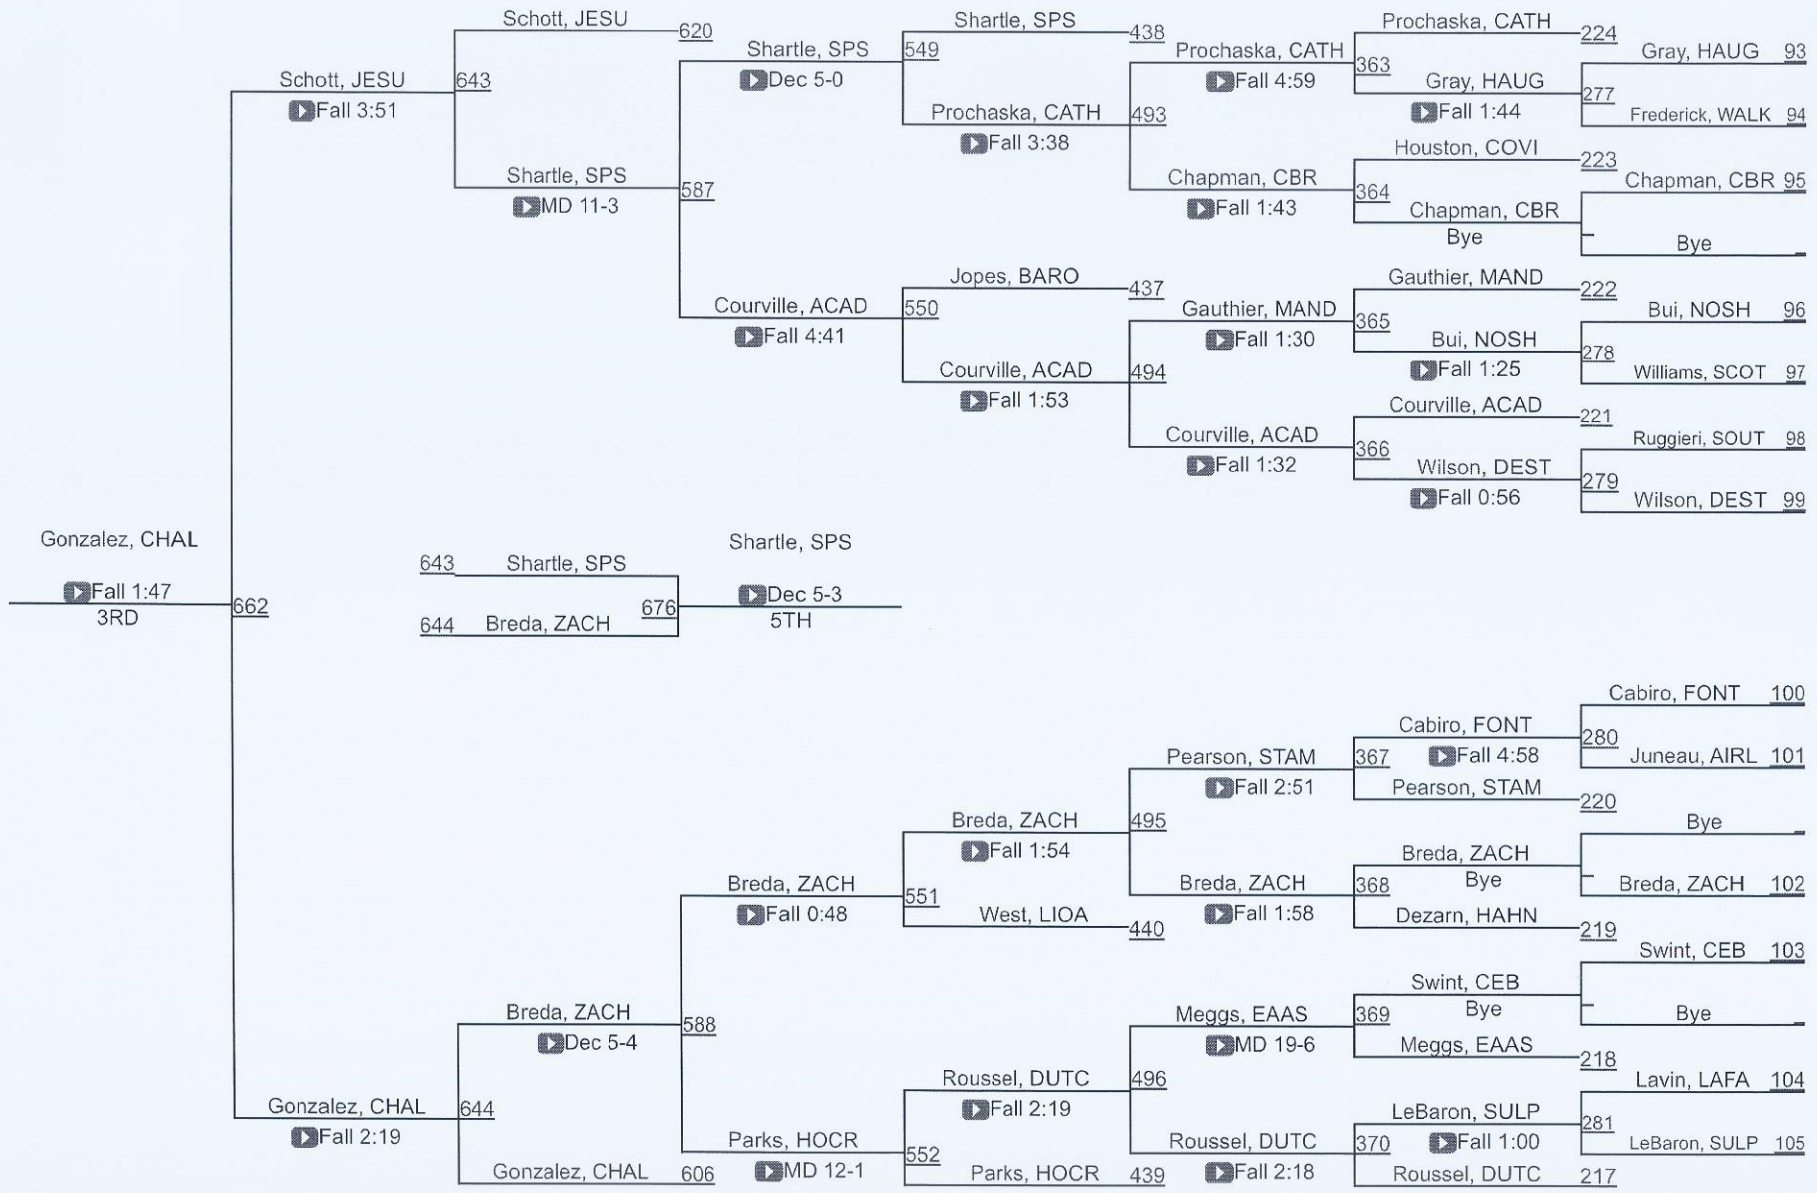 Schott, JESU
620
Shartle, SPS
438
Prochaska, CATH
224
Shartle, SPS
549
Prochaska, CATH
363
Gray, HAUG 93
Dec 5-0
Fall 4:59
Schott, JESU
643
Gray, HAUG
277
Fall 3:51
Prochaska, CATH
493
Fall 1:44
Frederick, WALK 94
Fall 3:38
Houston, COVI
223
Shartle, SPS
587
Chapman, CBR
364
Chapman, CBR 95
MD 11-3
Fall 1:43
Chapman, CBR
Bye
Bye
Jopes, BARO
437
Gauthier, MAND
222
Courville, ACAD
550
Gauthier, MAND
365
Bui, NOSH 96
Fall 4:41
Fall 1:30
Bui, NOSH
278
Courville, ACAD
494
Fall 1:25
Williams, SCOT 97
Fall 1:53
Courville, ACAD
221
Courville, ACAD
366
Ruggieri, SOUT 98
Fall 1:32
Wilson, DEST
279
Fall 0:56
Wilson, DEST 99
Gonzalez, CHAL
Shartle, SPS
643 Shartle, SPS
Fall 1:47
662
676
Dec 5-3
3RD
644 Breda, ZACH
5TH
Cabiro, FONT 100
Cabiro, FONT
280
Pearson, STAM
367
Fall 4:58
Juneau, AIRL 101
Fall 2:51
Pearson, STAM
220
Breda, ZACH
495
Bye
Fall 1:54
Breda, ZACH
Breda, ZACH
551
Breda, ZACH
368
Bye
Breda, ZACH 102
Fall 0:48
West, LIOA
440
Fall 1:58
Dezarn, HAHN
219
Swint, CEB 103
Swint, CEB
Breda, ZACH
588
Meggs, EAAS
369
Bye
Bye
Dec 5-4
MD 19-6
Meggs, EAAS
218
Roussel, DUTC
496
Lavin, LAFA 104
Gonzalez, CHAL
644
Fall 2:19
LeBaron, SULP
281
Fall 2:19
Parks, HOCR
552
Roussel, DUTC
370
Fall 1:00
LeBaron, SULP 105
Gonzalez, CHAL
606
MD 12-1
Parks, HOCR
439
Fall 2:18
Roussel, DUTC
217